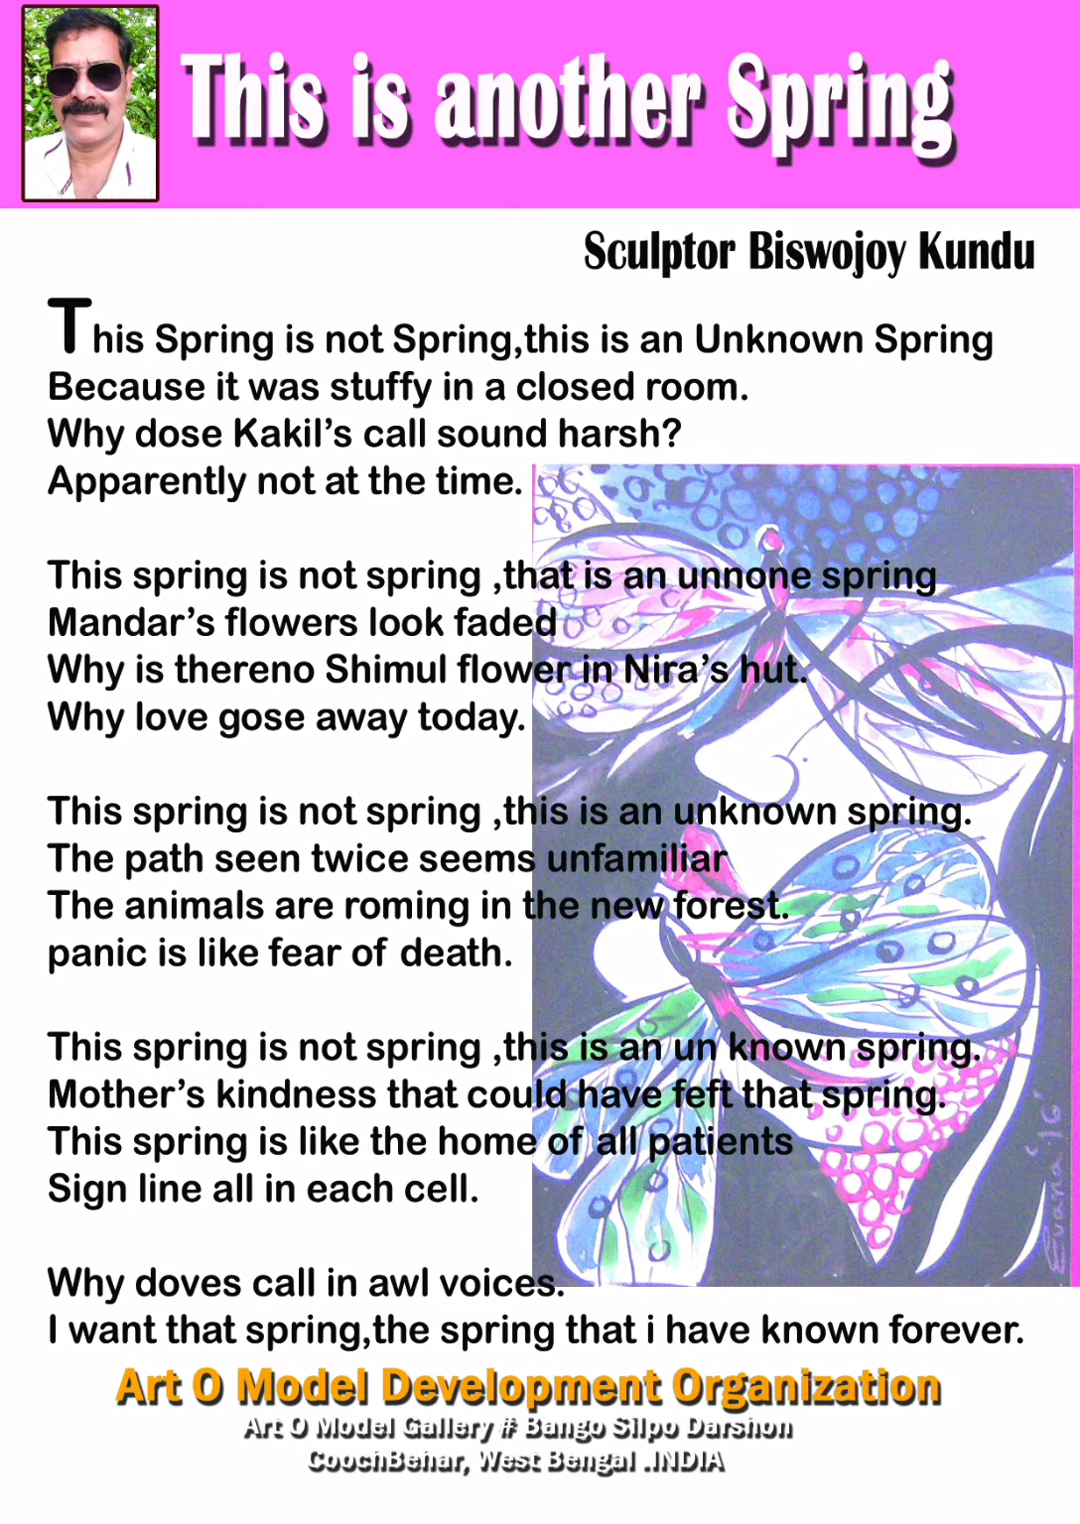 This is another Spring
Sculptor Biswojoy Kundu
This Spring is not Spring,this is an Unknown Spring
Because it was stuffy in a closed room.
Why dose Kakil's call sound harsh?
Apparently not at the time.
This spring is not spring ,that is an unnone spring
Mandar's flowers look faded
Why is thereno Shimul flower in Nira's hut.
Why love gose away today.
This spring is not spring ,this is an unknown spring.
The path seen twice seems unfamiliar
The animals are roming in the new forest.
panic is like fear of death.
This spring is not spring ,this is an un known spring.
Mother's kindness that could have feft that spring.
This spring is like the home of all patients
Sign line all in each cell.
Why doves call in awl voices.
I want that spring,the spring that i have known forever.
Evana '16'
Art O Model Development Organization
Art O Model Gallery # Bango Silpo Darshon
CoochBehar, West Bengal .INDIA